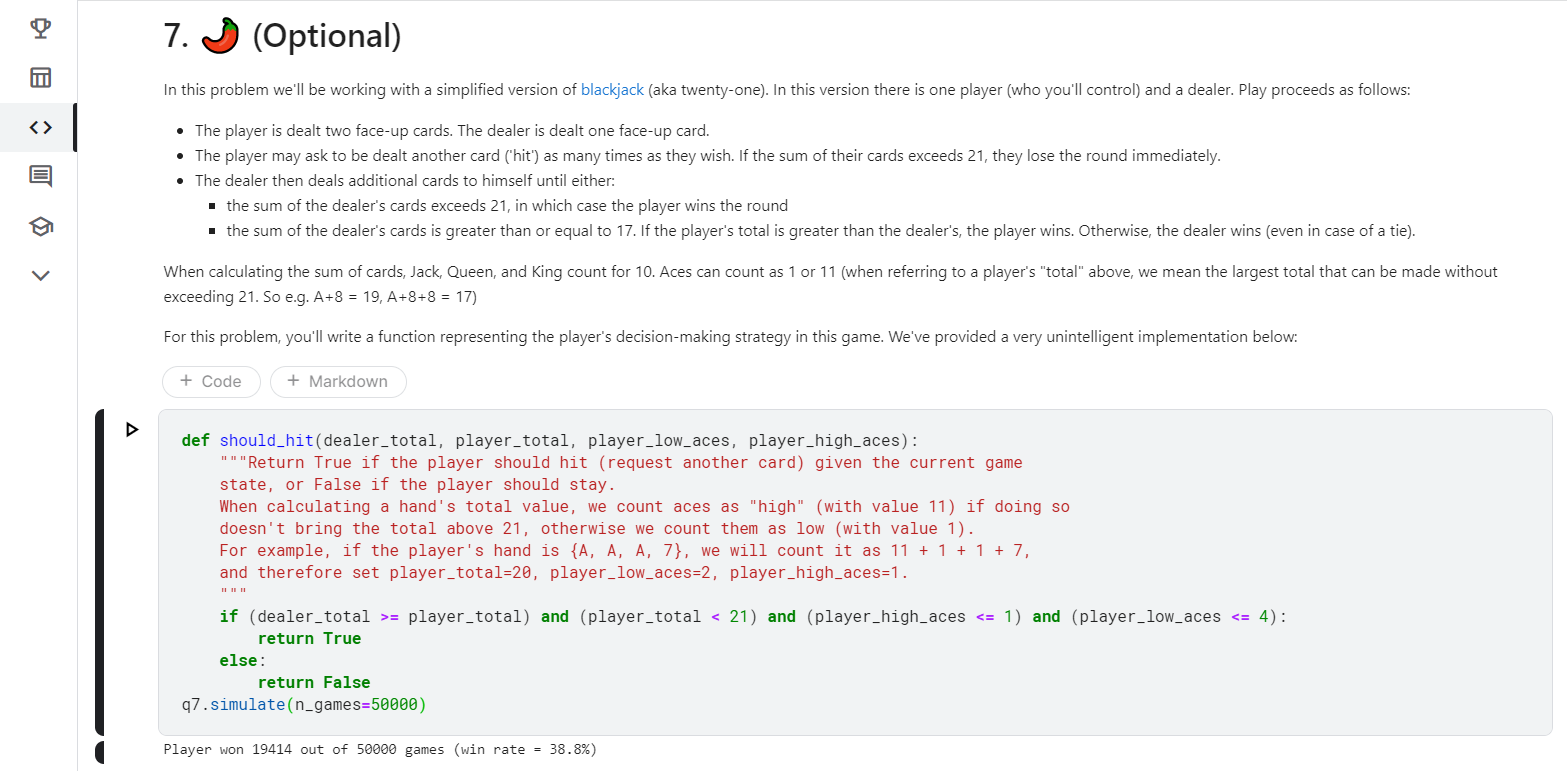 7. 🌶️ (Optional)
In this problem we'll be working with a simplified version of blackjack (aka twenty-one). In this version there is one player (who you'll control) and a dealer. Play proceeds as follows:
• The player is dealt two face-up cards. The dealer is dealt one face-up card.
• The player may ask to be dealt another card ('hit') as many times as they wish. If the sum of their cards exceeds 21, they lose the round immediately.
• The dealer then deals additional cards to himself until either:
▪ the sum of the dealer's cards exceeds 21, in which case the player wins the round
▪ the sum of the dealer's cards is greater than or equal to 17. If the player's total is greater than the dealer's, the player wins. Otherwise, the dealer wins (even in case of a tie).
When calculating the sum of cards, Jack, Queen, and King count for 10. Aces can count as 1 or 11 (when referring to a player's "total" above, we mean the largest total that can be made without
exceeding 21. So e.g. A+8 = 19, A+8+8 = 17)
For this problem, you'll write a function representing the player's decision-making strategy in this game. We've provided a very unintelligent implementation below:
+ Code + Markdown
def should_hit(dealer_total, player_total, player_low_aces, player_high_aces):
    """Return True if the player should hit (request another card) given the current game
    state, or False if the player should stay.
    When calculating a hand's total value, we count aces as "high" (with value 11) if doing so
    doesn't bring the total above 21, otherwise we count them as low (with value 1).
    For example, if the player's hand is {A, A, A, 7}, we will count it as 11 + 1 + 1 + 7,
    and therefore set player_total=20, player_low_aces=2, player_high_aces=1.
    """
    if (dealer_total >= player_total) and (player_total < 21) and (player_high_aces <= 1) and (player_low_aces <= 4):
        return True
    else:
        return False
q7.simulate(n_games=50000)
Player won 19414 out of 50000 games (win rate = 38.8%)